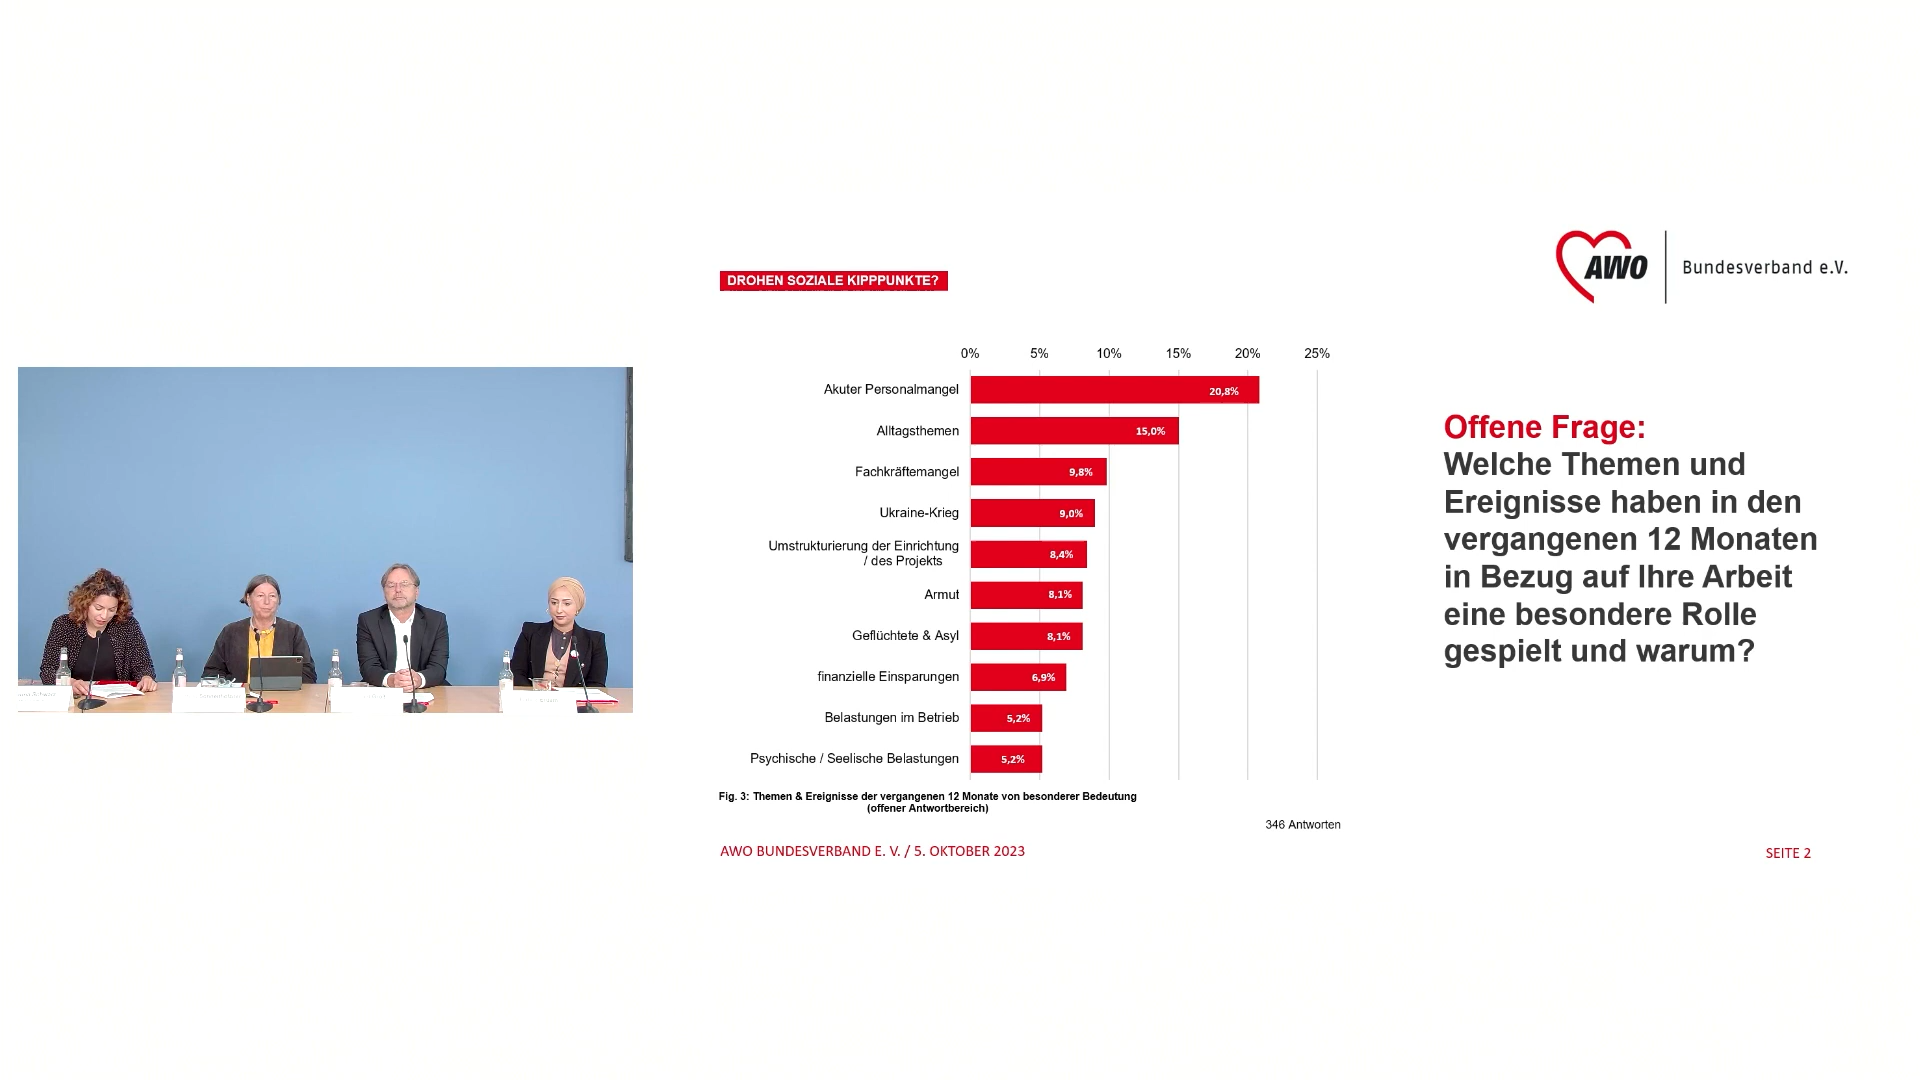 AWO
Bundesverband e.V.
DROHEN SOZIALE KIPPPUNKTE?
0% 5% 10% 15% 20% 25%
Akuter Personalmangel 20,8%
Alltagsthemen 15,0%
Fachkräftemangel 9,8%
Ukraine-Krieg 9,0%
Umstrukturierung der Einrichtung
/ des Projekts 8,4%
Armut 8,1%
Geflüchtete & Asyl 8,1%
finanzielle Einsparungen 6,9%
Belastungen im Betrieb 5,2%
Psychische / Seelische Belastungen 5,2%
Fig. 3: Themen & Ereignisse der vergangenen 12 Monate von besonderer Bedeutung
(offener Antwortbereich)
346 Antworten
Offene Frage:
Welche Themen und
Ereignisse haben in den
vergangenen 12 Monaten
in Bezug auf Ihre Arbeit
eine besondere Rolle
gespielt und warum?
AWO BUNDESVERBAND E. V. / 5. OKTOBER 2023
SEITE 2